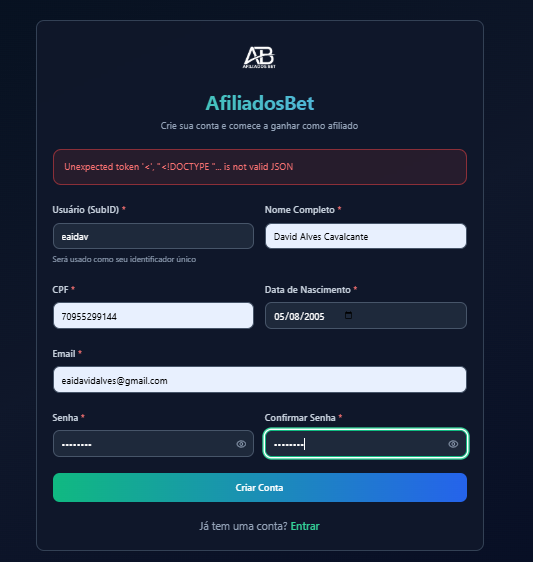 AB
AFILIADOS BET
AfiliadosBet
Crie sua conta e comece a ganhar como afiliado
Unexpected token '<', "<!DOCTYPE "... is not valid JSON
Usuário (SubID) * Nome Completo *
eaidav David Alves Cavalcante
Será usado como seu identificador único
CPF * Data de Nascimento *
70955299144 05/08/2005
Email *
eaidavidalves@gmail.com
Senha * Confirmar Senha *
•••••••• ••••••••
Criar Conta
Já tem uma conta? Entrar